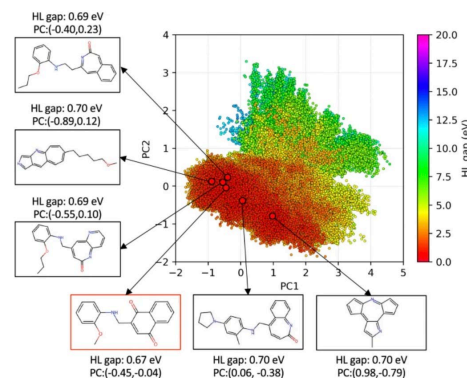 HL gap: 0.69 eV
PC:(-0.40,0.23)
HL gap: 0.70 eV
PC:(-0.89,0.12)
HL gap: 0.69 eV
PC:(-0.55,0.10)
4
3
2
1
0
−1
−2
PC2
−2
−1
0
1
2
3
4
5
PC1
20.0
17.5
15.0
12.5
10.0
7.5
5.0
2.5
0.0
HL gap (eV)
HL gap: 0.67 eV
PC:(-0.45,-0.04)
HL gap: 0.70 eV
PC:(0.06, -0.38)
HL gap: 0.70 eV
PC:(0.98,-0.79)